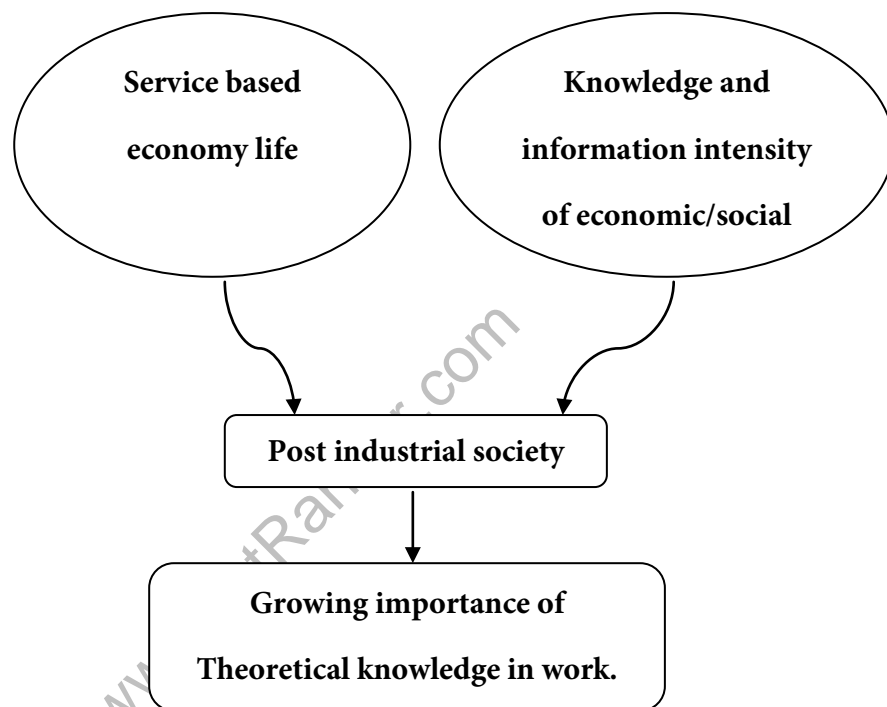 Service based
economy life
Knowledge and
information intensity
of economic/social
Post industrial society
Growing importance of
Theoretical knowledge in work.